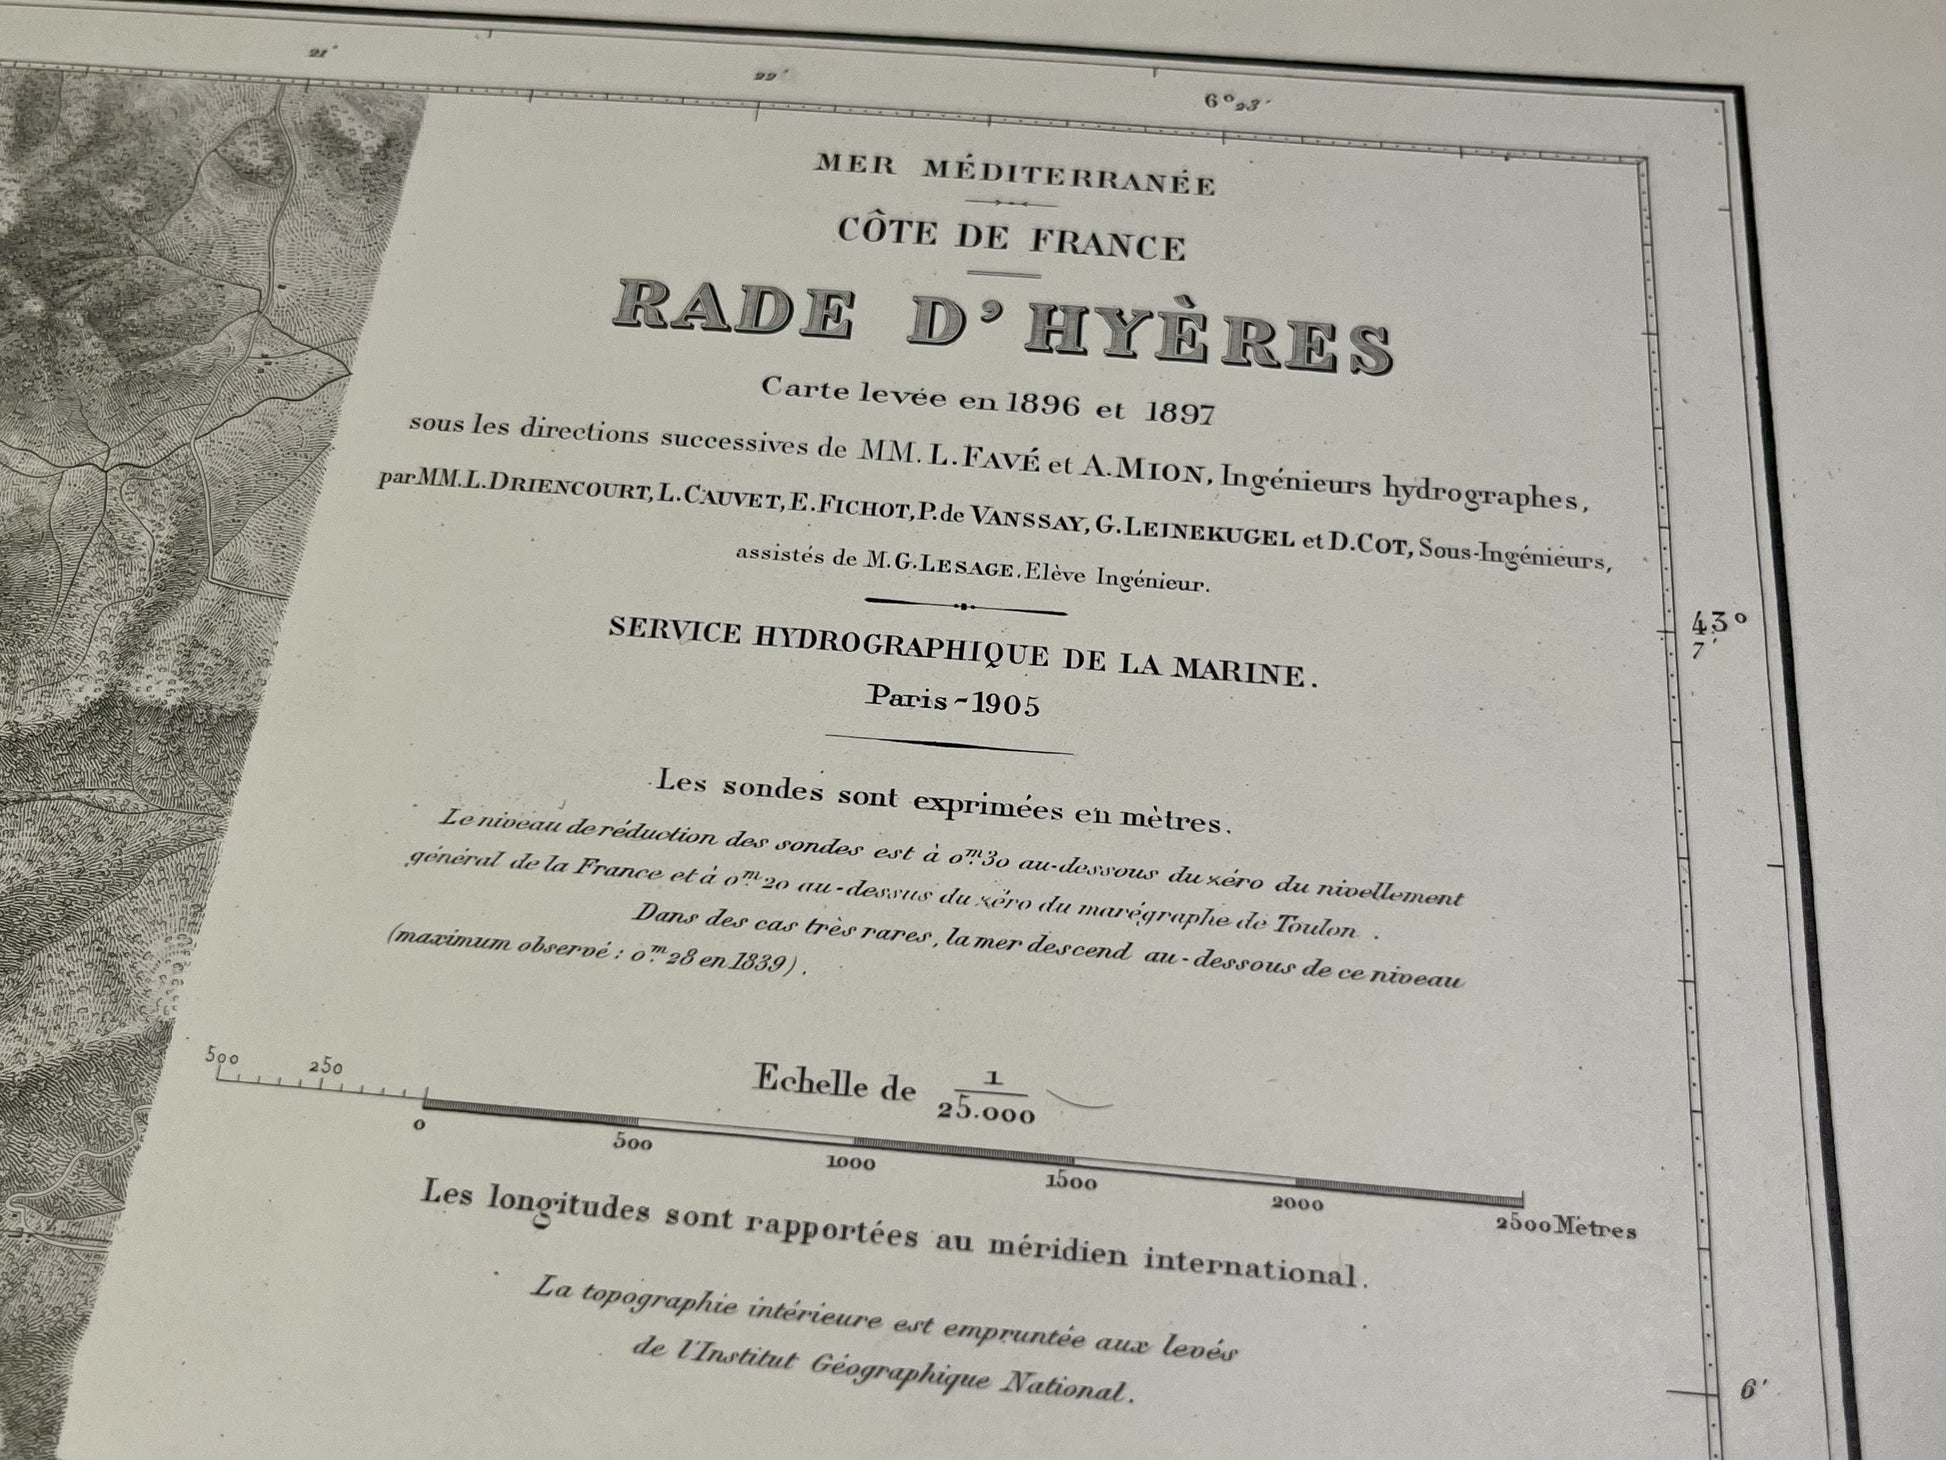 21'
22'
6° 23'
MER MÉDITERRANÉE
CÔTE DE FRANCE
RADE D'HYÈRES
Carte levée en 1896 et 1897
sous les directions successives de MM. L. FAVÉ et A. MION, Ingénieurs hydrographes,
par MM. L. DRIENCOURT, L. CAUVET, E. FICHOT, P. de VANSSAY, G. LEINEKUGEL et D. COT, Sous-Ingénieurs,
assistés de M. G. LESAGE, Elève Ingénieur.
SERVICE HYDROGRAPHIQUE DE LA MARINE.
43°
7'
Paris - 1905
Les sondes sont exprimées en mètres.
Le niveau de réduction des sondes est à 0m.30 au-dessous du zéro du nivellement
général de la France et à 0m.20 au-dessus du zéro du marégraphe de Toulon.
Dans des cas très rares, la mer descend au-dessous de ce niveau
(maximum observé : 0m.28 en 1839).
Echelle de 1/25.000
500 250
0 500 1000 1500 2000 2500 Mètres
Les longitudes sont rapportées au méridien international.
La topographie intérieure est empruntée aux levés
de l'Institut Géographique National.
6'